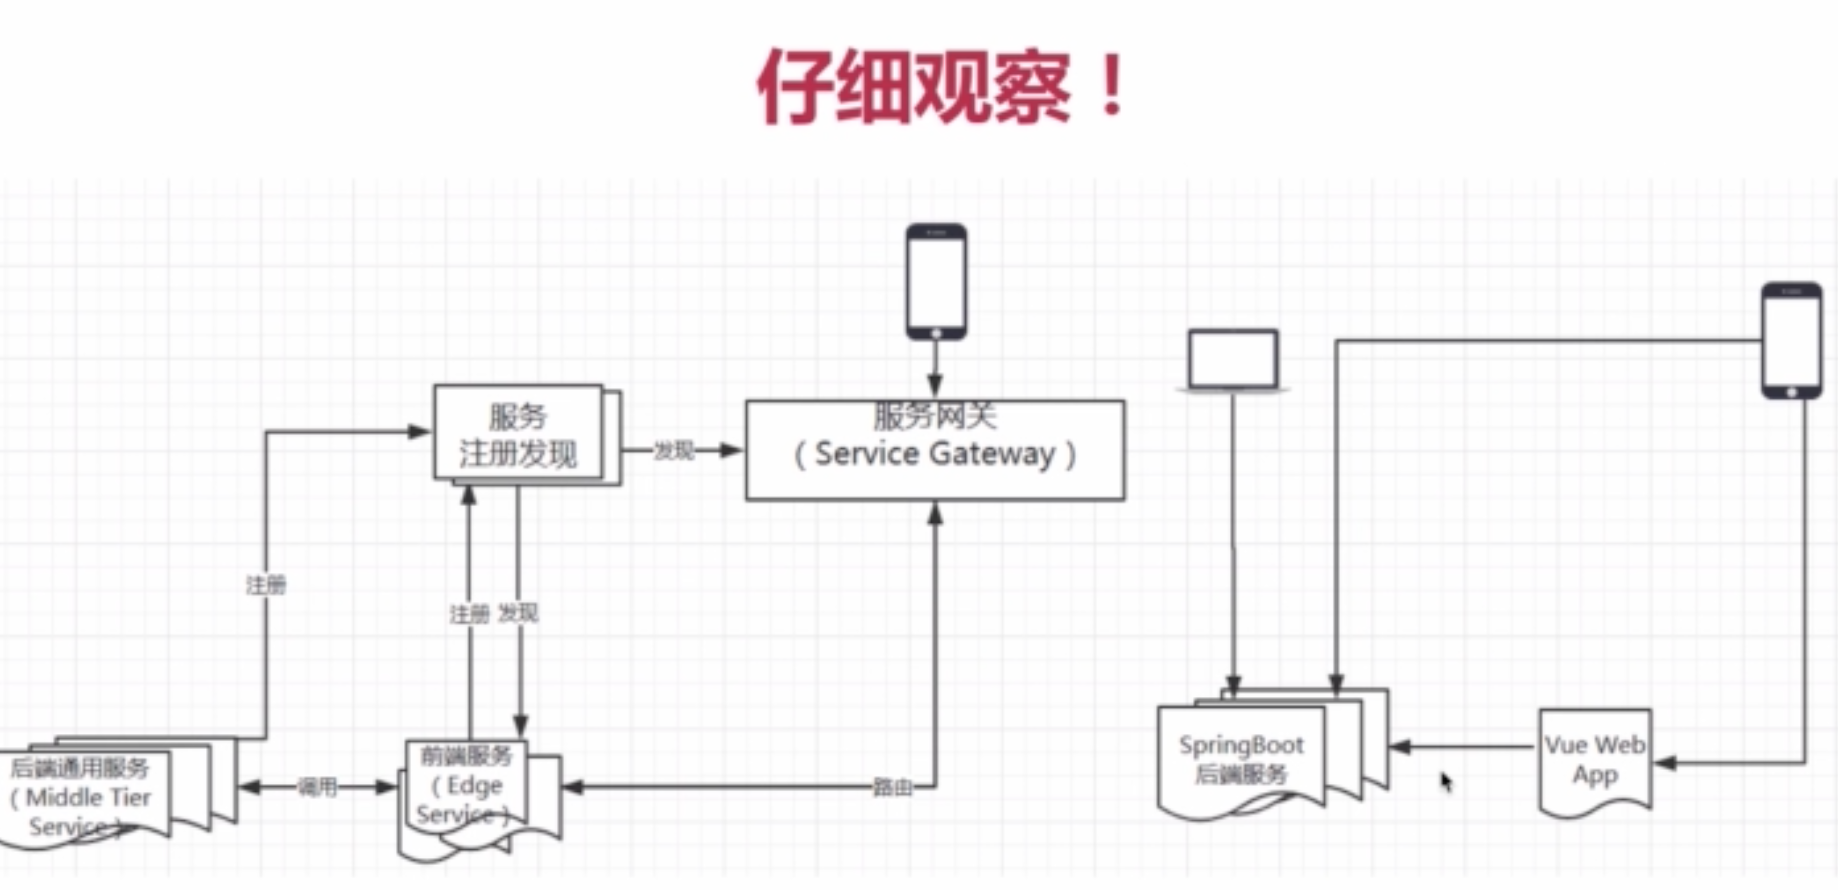 仔细观察！
服务
注册发现
发现
服务网关
（Service Gateway）
注册
注册
发现
后端通用服务
（Middle Tier
Service）
调用
前端服务
（Edge
Service）
路由
SpringBoot
后端服务
Vue Web
App